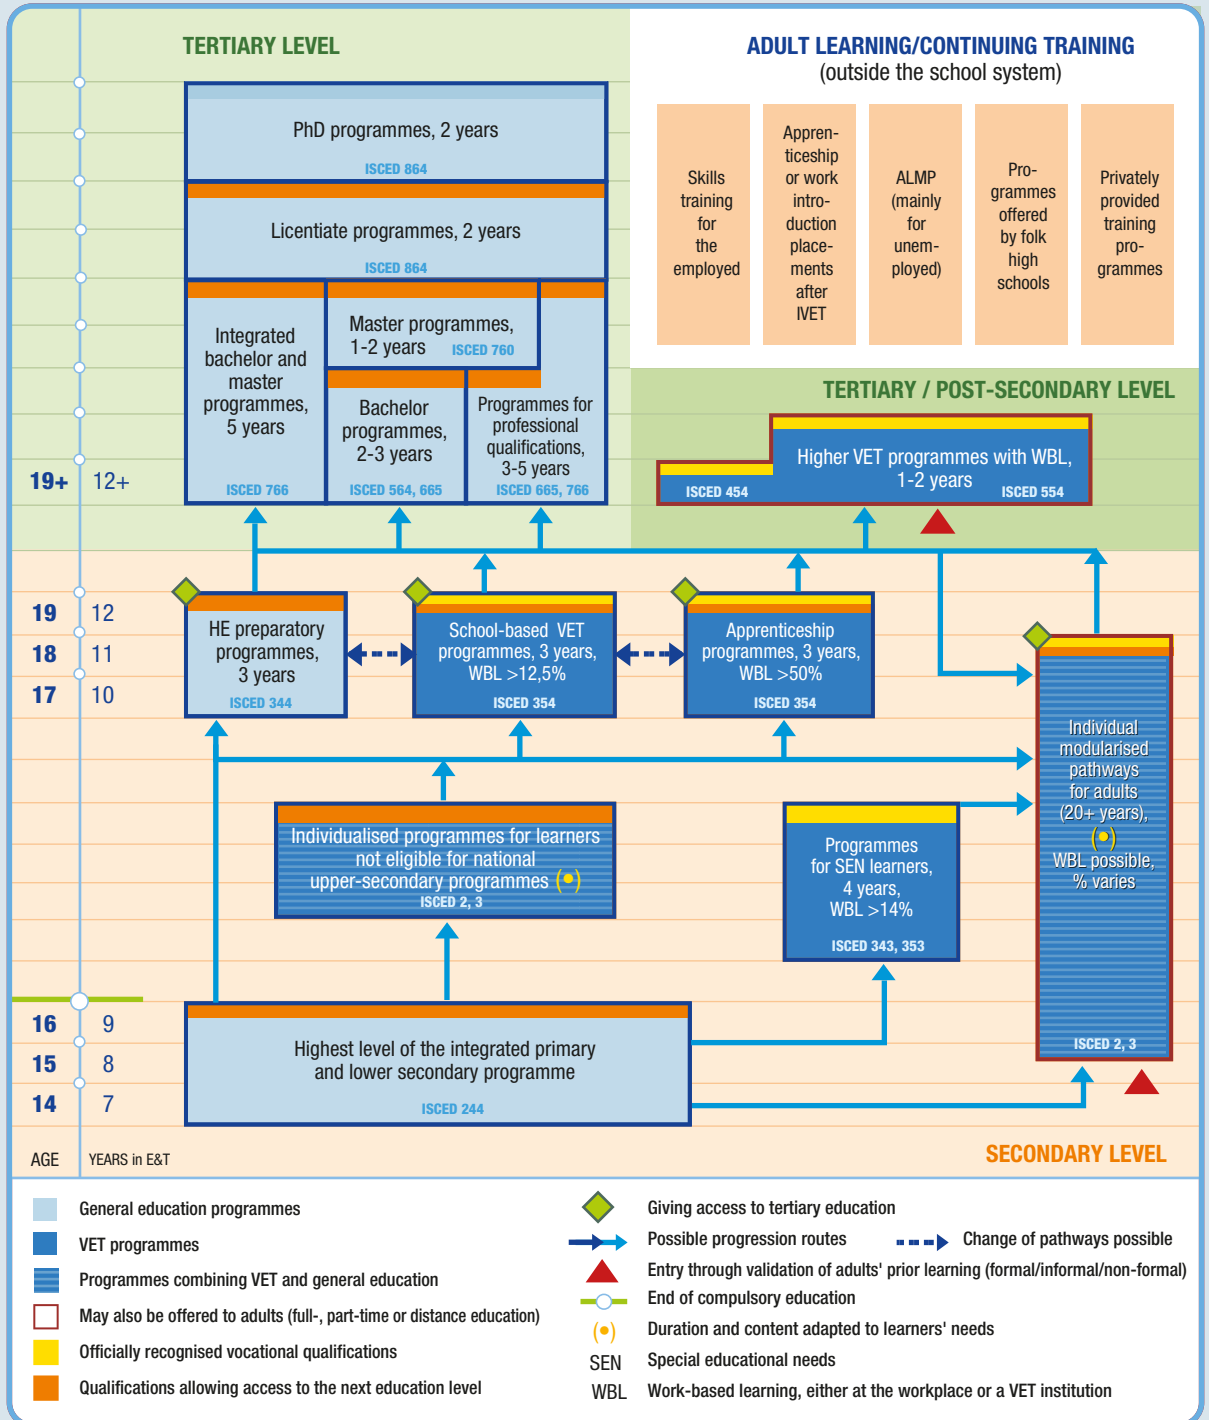 TERTIARY LEVEL
PhD programmes, 2 years
ISCED 864
Licentiate programmes, 2 years
ISCED 864
Integrated
bachelor and
master
programmes,
5 years
ISCED 766
Master programmes,
1-2 years ISCED 760
Bachelor
programmes,
2-3 years
ISCED 564, 665
Programmes for
professional
qualifications,
3-5 years
ISCED 665, 766
ADULT LEARNING/CONTINUING TRAINING
(outside the school system)
Skills
training
for
the
employed
Appren-
ticeship
or work
intro-
duction
place-
ments
after
IVET
ALMP
(mainly
for
unem-
ployed)
Pro-
grammes
offered
by folk
high
schools
Privately
provided
training
pro-
grammes
TERTIARY / POST-SECONDARY LEVEL
Higher VET programmes with WBL,
1-2 years
ISCED 454
ISCED 554
19+ 12+
19 12
18 11
17 10
HE preparatory
programmes,
3 years
ISCED 344
School-based VET
programmes, 3 years,
WBL >12,5%
ISCED 354
Apprenticeship
programmes, 3 years,
WBL >50%
ISCED 354
Individual
modularised
pathways
for adults
(20+ years),
(•)
WBL possible,
% varies
ISCED 2, 3
Individualised programmes for learners
not eligible for national
upper-secondary programmes (•)
ISCED 2, 3
Programmes
for SEN learners,
4 years,
WBL >14%
ISCED 343, 353
16 9
15 8
14 7
Highest level of the integrated primary
and lower secondary programme
ISCED 244
AGE YEARS in E&T
SECONDARY LEVEL
General education programmes
VET programmes
Programmes combining VET and general education
May also be offered to adults (full-, part-time or distance education)
Officially recognised vocational qualifications
Qualifications allowing access to the next education level
Giving access to tertiary education
Possible progression routes
Change of pathways possible
Entry through validation of adults' prior learning (formal/informal/non-formal)
End of compulsory education
(•) Duration and content adapted to learners' needs
SEN Special educational needs
WBL Work-based learning, either at the workplace or a VET institution